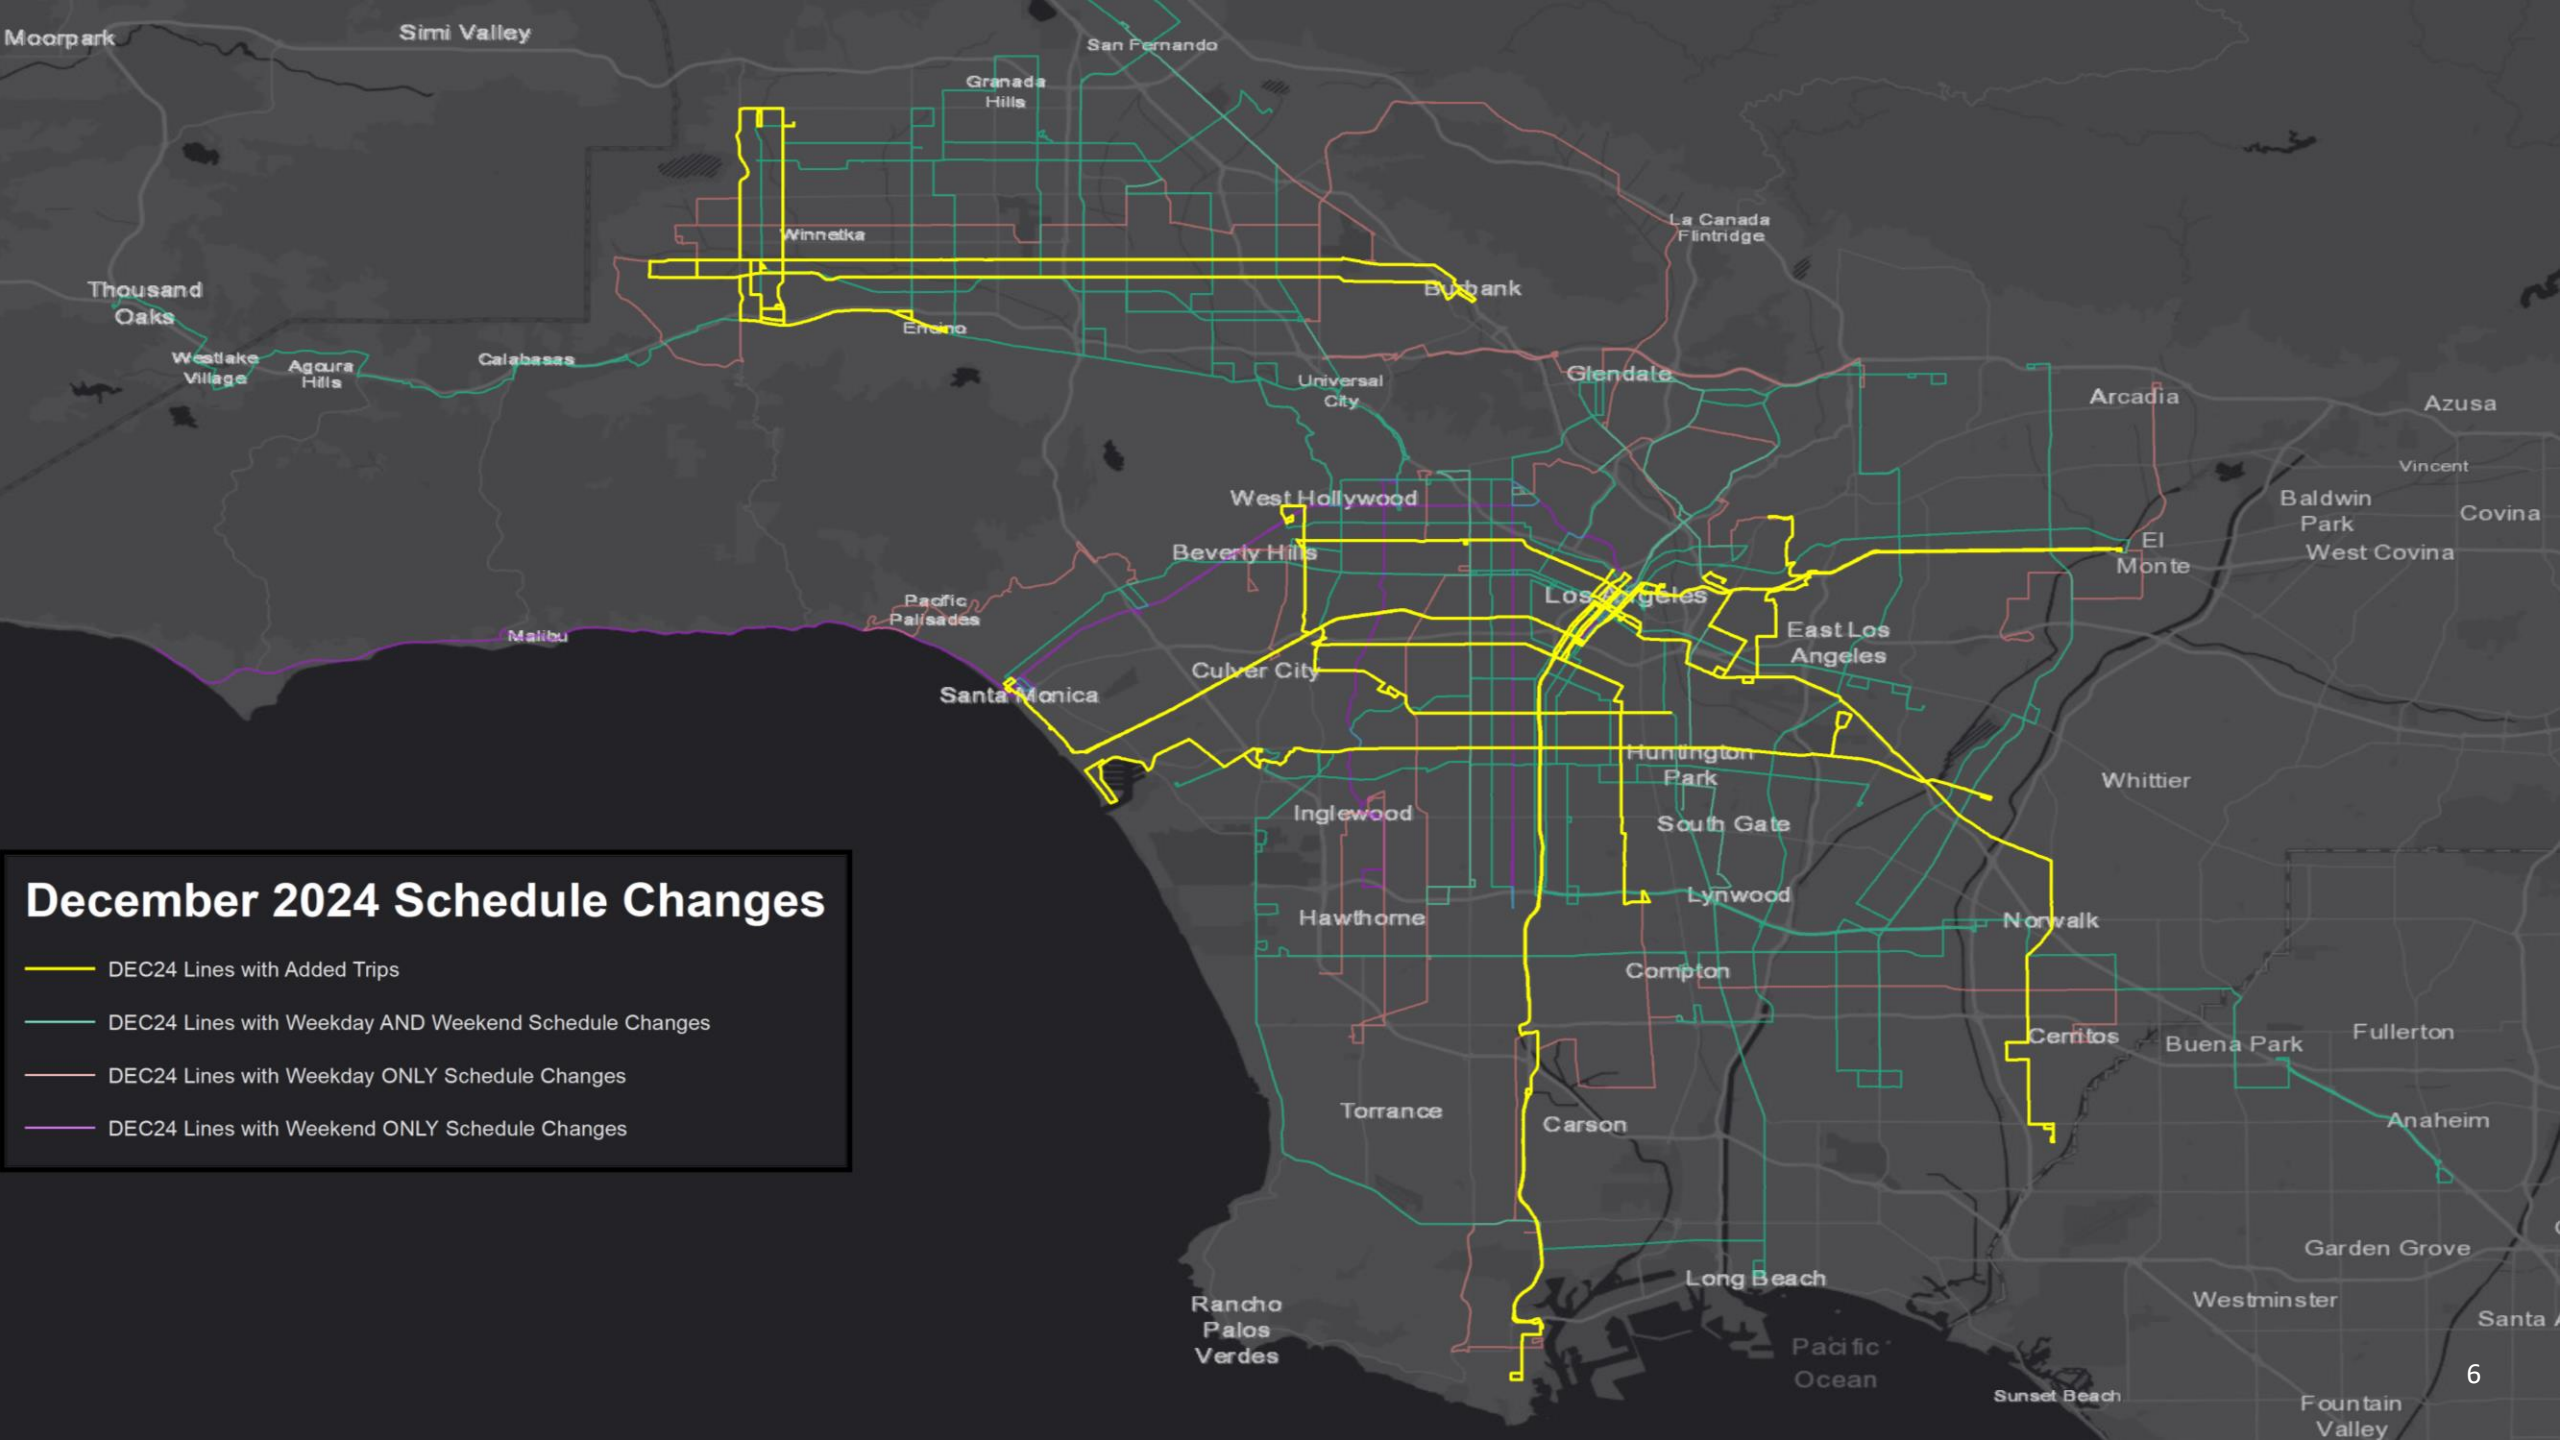 Moorpark
Simi Valley
San Fernando
Granada
Hills
La Canada
Flintridge
Winnetka
Burbank
Thousand
Oaks
Encino
Westlake
Village
Agoura
Hills
Calabasas
Universal
City
Glendale
Arcadia
Azusa
Vincent
West Hollywood
Baldwin
Park
Covina
Beverly Hills
El
Monte
West Covina
Pacific
Palisades
Los Angeles
Malibu
East Los
Angeles
Culver City
Santa Monica
Huntington
Park
Whittier
Inglewood
South Gate
Lynwood
Hawthorne
Norwalk
Compton
Cerritos
Buena Park
Fullerton
Torrance
Carson
Anaheim
Garden Grove
Long Beach
Rancho
Palos
Verdes
Westminster
Santa
Pacific
Ocean
Sunset Beach
Fountain
Valley
December 2024 Schedule Changes
DEC24 Lines with Added Trips
DEC24 Lines with Weekday AND Weekend Schedule Changes
DEC24 Lines with Weekday ONLY Schedule Changes
DEC24 Lines with Weekend ONLY Schedule Changes
6